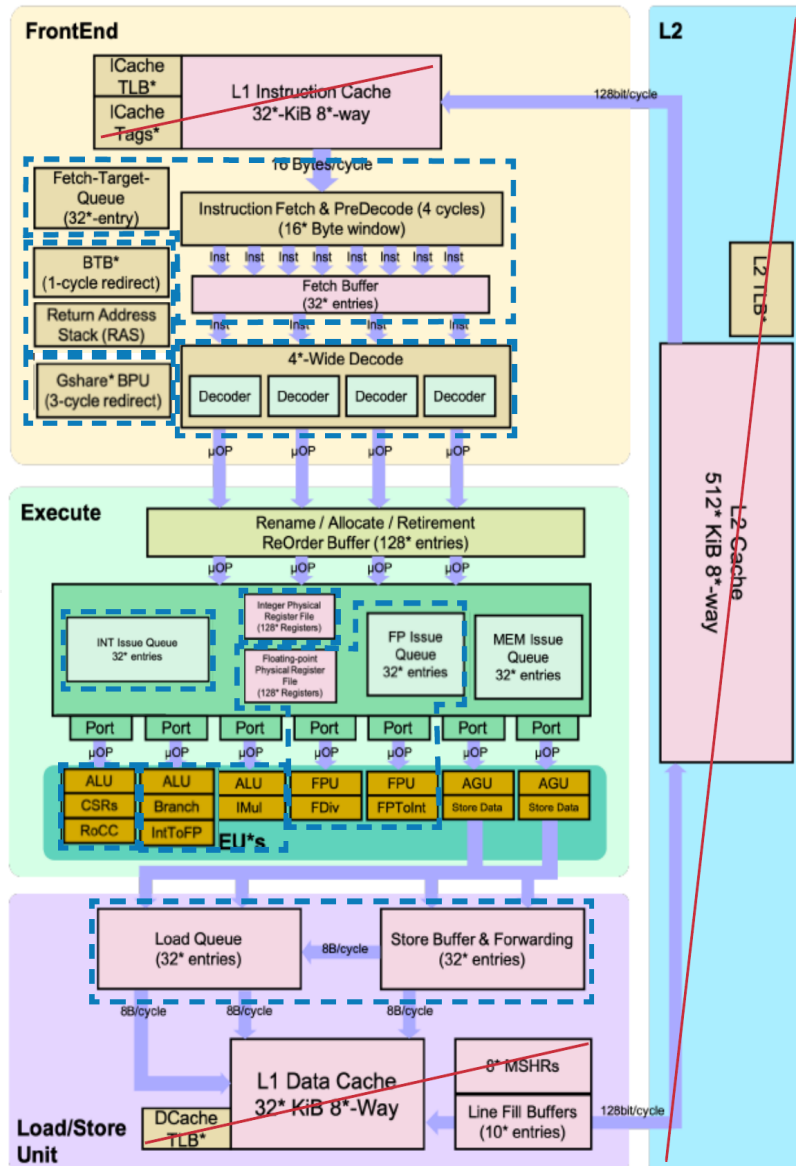 FrontEnd
L2
ICache
TLB*
ICache
Tags*
L1 Instruction Cache
32*-KiB 8*-way
128bit/cycle
16 Bytes/cycle
Fetch-Target-
Queue
(32*-entry)
Instruction Fetch & PreDecode (4 cycles)
(16* Byte window)
BTB*
(1-cycle redirect)
Inst Inst Inst Inst Inst Inst Inst Inst
Fetch Buffer
(32* entries)
Return Address
Stack (RAS)
Inst Inst Inst Inst
L2 TLB*
Gshare* BPU
(3-cycle redirect)
4*-Wide Decode
Decoder Decoder Decoder Decoder
µOP µOP µOP µOP
L2 Cache
512* KiB 8*-way
Execute
Rename / Allocate / Retirement
ReOrder Buffer (128* entries)
µOP µOP µOP µOP
INT Issue Queue
32* entries
Integer Physical
Register File
(128* Registers)
Floating-point
Physical Register
File
(128* Registers)
FP Issue
Queue
32* entries
MEM Issue
Queue
32* entries
Port Port Port Port Port Port Port
µOP µOP µOP µOP µOP µOP µOP
ALU ALU ALU FPU FPU AGU AGU
CSRs Branch IMul FDiv FPToInt Store Data Store Data
RoCC IntToFP
EU*s
Load Queue
(32* entries)
8B/cycle
Store Buffer & Forwarding
(32* entries)
8B/cycle 8B/cycle 8B/cycle
L1 Data Cache
32* KiB 8*-Way
8* MSHRs
Line Fill Buffers
(10* entries)
128bit/cycle
DCache
TLB*
Load/Store
Unit